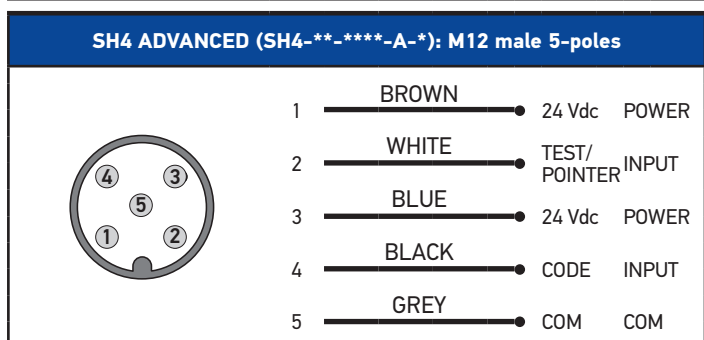 SH4 ADVANCED (SH4-**-****-A-*): M12 male 5-poles
4 3
5
1 2
1 BROWN 24 Vdc POWER
2 WHITE TEST/
POINTER INPUT
3 BLUE 24 Vdc POWER
4 BLACK CODE INPUT
5 GREY COM COM